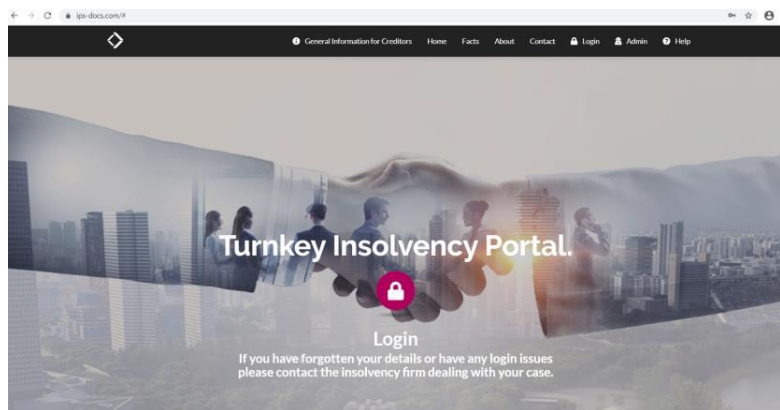 ips-docs.com/#
General Information for Creditors Home Facts About Contact Login Admin Help
Turnkey Insolvency Portal.
Login
If you have forgotten your details or have any login issues
please contact the insolvency firm dealing with your case.